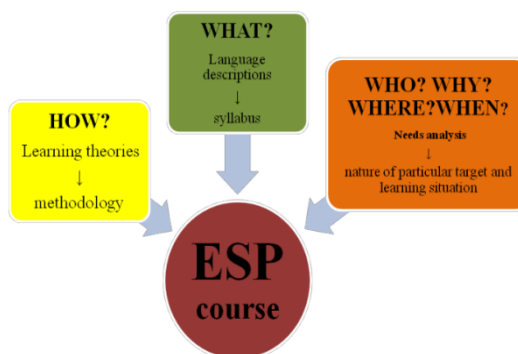 HOW?
Learning theories
↓
methodology
WHAT?
Language
descriptions
↓
syllabus
WHO? WHY?
WHERE?WHEN?
Needs analysis
↓
nature of particular target and
learning situation
ESP
course